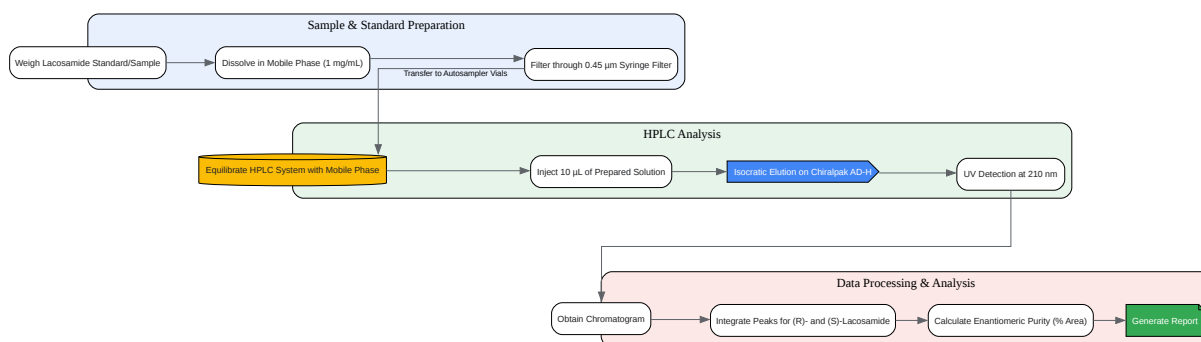 Sample & Standard Preparation
Weigh Lacosamide Standard/Sample
Dissolve in Mobile Phase (1 mg/mL)
Filter through 0.45 µm Syringe Filter
Transfer to Autosampler Vials
HPLC Analysis
Equilibrate HPLC System with Mobile Phase
Inject 10 µL of Prepared Solution
Isocratic Elution on Chiralpak AD-H
UV Detection at 210 nm
Data Processing & Analysis
Obtain Chromatogram
Integrate Peaks for (R)- and (S)-Lacosamide
Calculate Enantiomeric Purity (% Area)
Generate Report